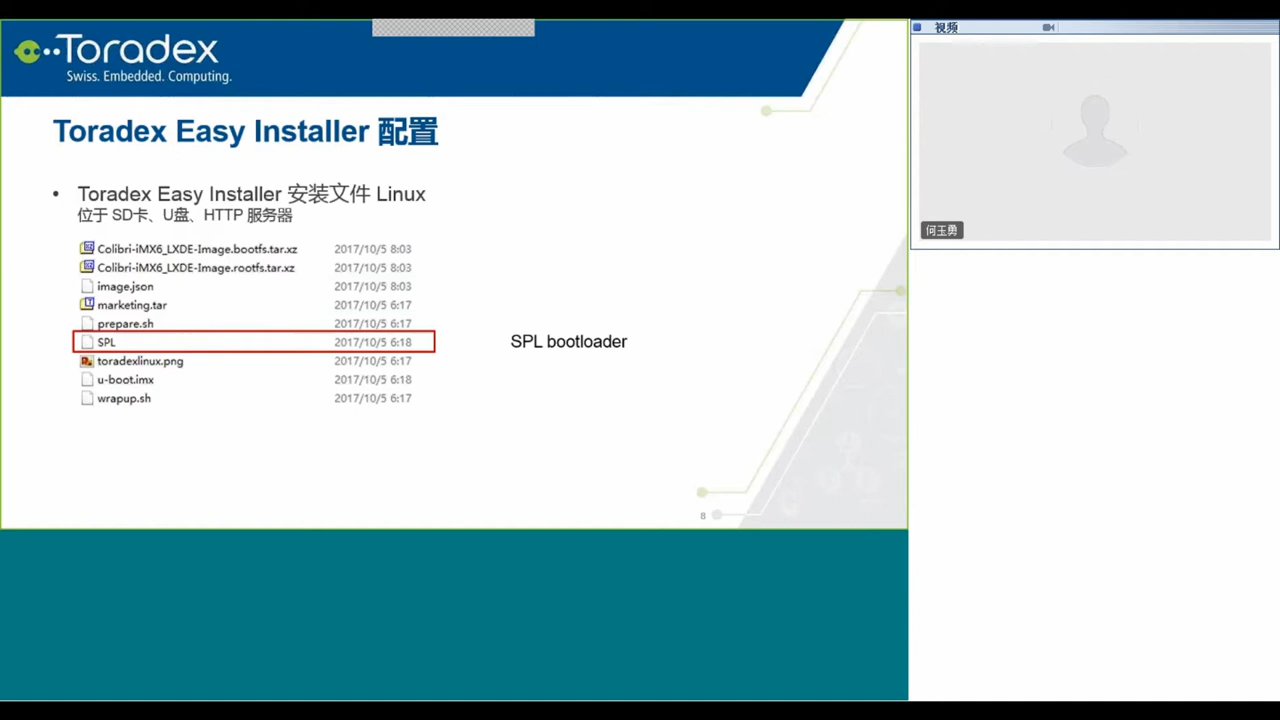 Toradex
Swiss. Embedded. Computing.
Toradex Easy Installer 配置
• Toradex Easy Installer 安装文件 Linux
位于 SD卡、U盘、HTTP 服务器
Colibri-iMX6_LXDE-Image.bootfs.tar.xz 2017/10/5 8:03
Colibri-iMX6_LXDE-Image.rootfs.tar.xz 2017/10/5 8:03
image.json 2017/10/5 8:03
marketing.tar 2017/10/5 6:17
prepare.sh 2017/10/5 6:17
SPL 2017/10/5 6:18
SPL bootloader
toradexlinux.png 2017/10/5 6:17
u-boot.imx 2017/10/5 6:18
wrapup.sh 2017/10/5 6:17
8
视频
何玉勇